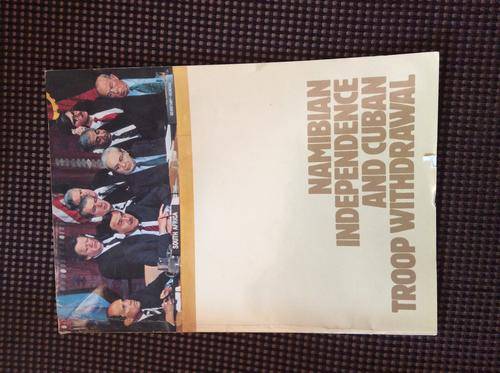 NAMIBIAN
INDEPENDENCE
AND CUBAN
TROOP WITHDRAWAL
SOUTH AFRICA